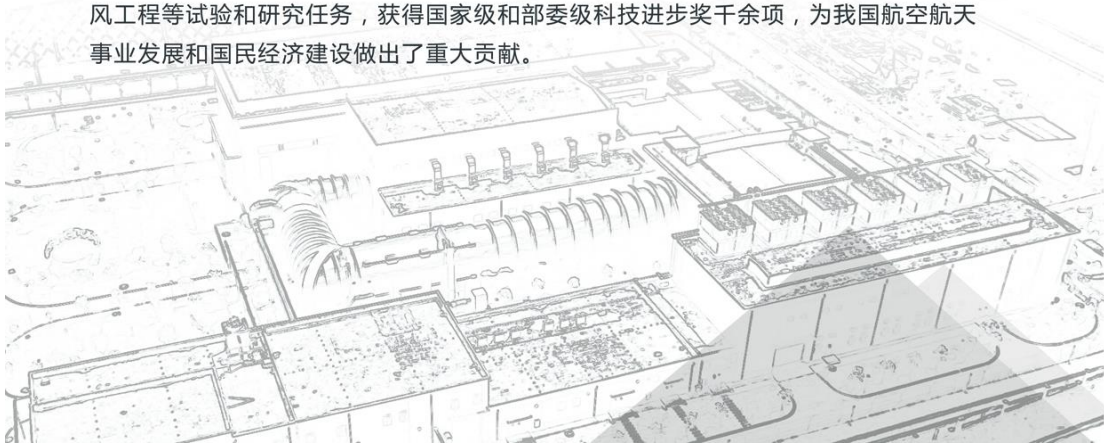 风工程等试验和研究任务，获得国家级和部委级科技进步奖千余项，为我国航空航天
事业发展和国民经济建设做出了重大贡献。